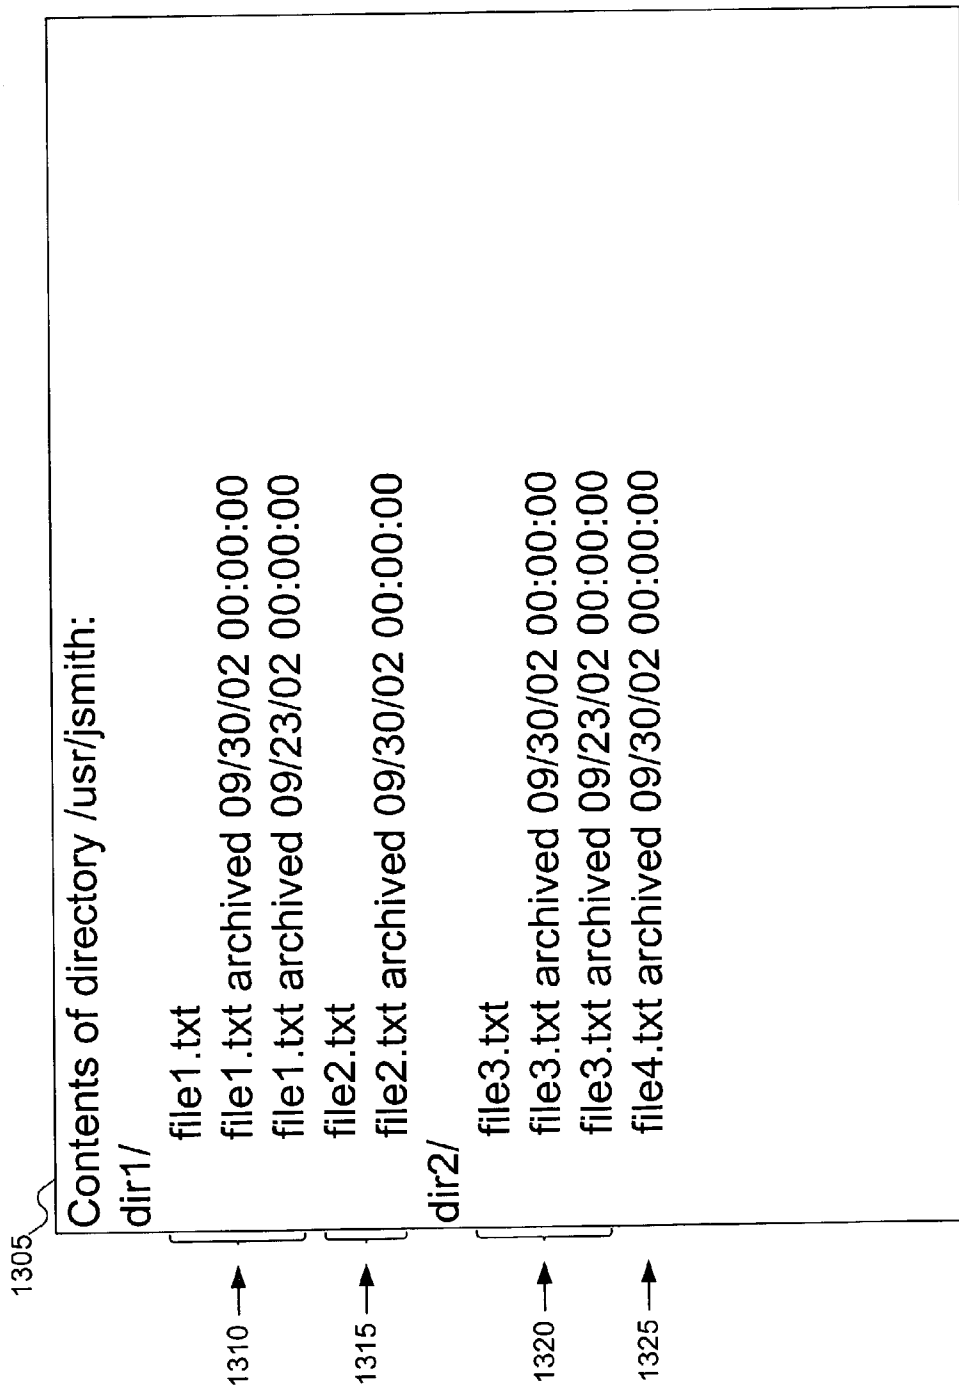 1305
Contents of directory /usr/jsmith:
dir1/
1310
file1.txt
file1.txt archived 09/30/02 00:00:00
file1.txt archived 09/23/02 00:00:00
1315
file2.txt
file2.txt archived 09/30/02 00:00:00
dir2/
1320
file3.txt
file3.txt archived 09/30/02 00:00:00
file3.txt archived 09/23/02 00:00:00
1325
file4.txt archived 09/30/02 00:00:00